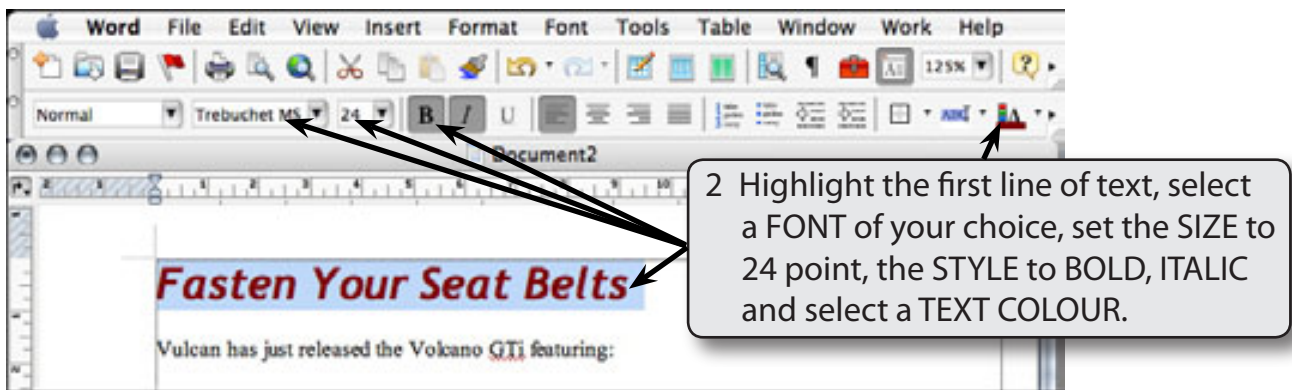 Word File Edit View Insert Format Font Tools Table Window Work Help
125%
Normal Trebuchet MS 24 B I U ABC A
Document2
2 Highlight the first line of text, select
a FONT of your choice, set the SIZE to
24 point, the STYLE to BOLD, ITALIC
and select a TEXT COLOUR.
Fasten Your Seat Belts
Vulcan has just released the Volcano GTi featuring: